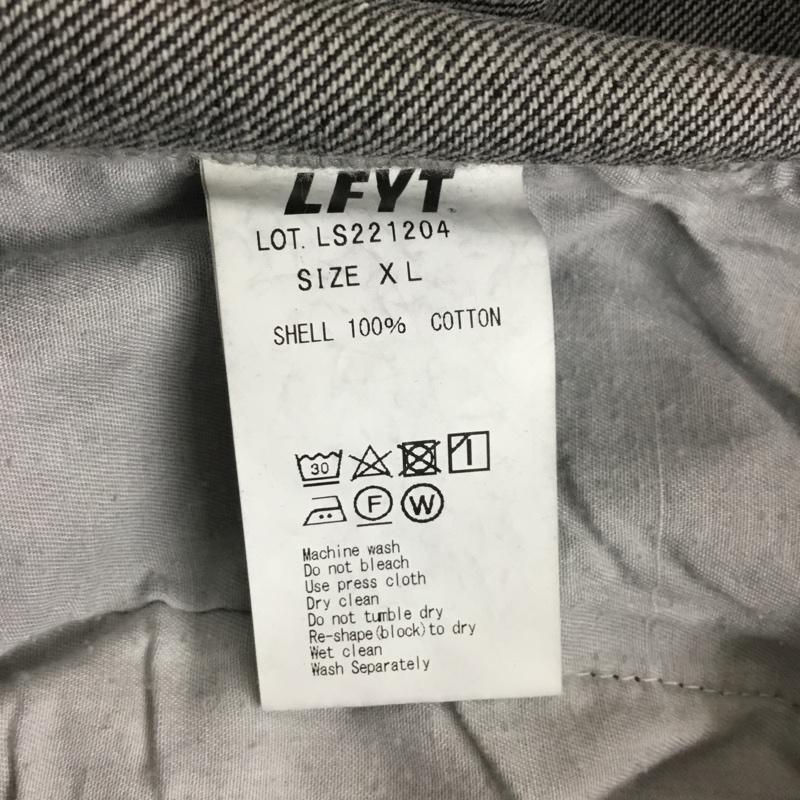 LFYT
LOT. LS221204
SIZE XL
SHELL 100% COTTON
30
F W
Machine wash
Do not bleach
Use press cloth
Dry clean
Do not tumble dry
Re-shape(block)to dry
Wet clean
Wash Separately